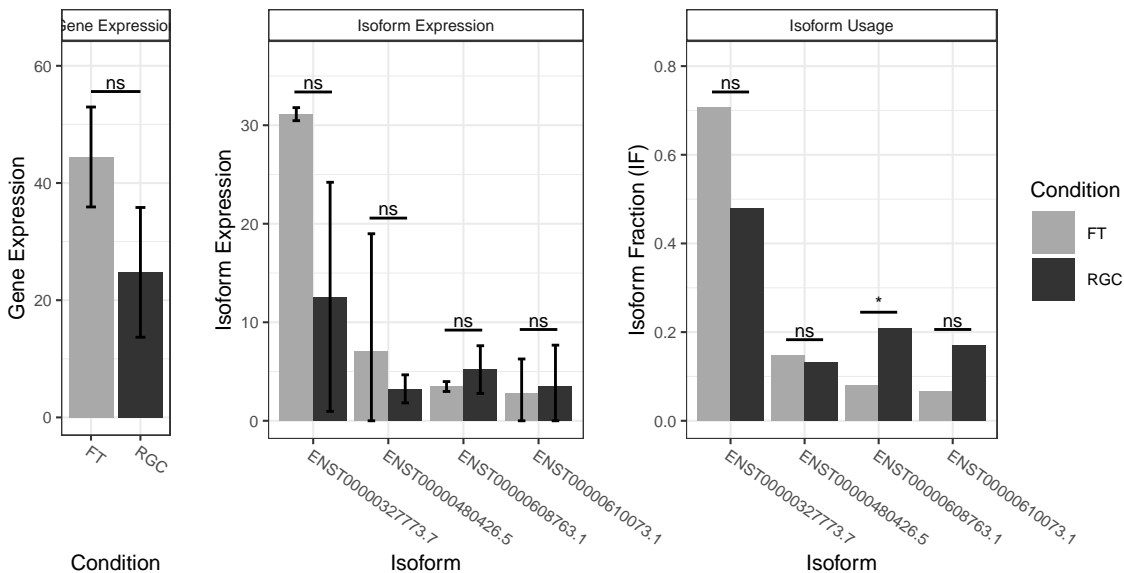 Gene Expression
Isoform Expression
Isoform Usage
Gene Expression
0
20
40
60
ns
FT
RGC
Condition
Isoform Expression
0
10
20
30
ns
ns
ns
ns
ENST00000327773.7
ENST00000480426.5
ENST00000608763.1
ENST00000610073.1
Isoform
Isoform Fraction (IF)
0.0
0.2
0.4
0.6
0.8
ns
ns
*
ns
ENST00000327773.7
ENST00000480426.5
ENST00000608763.1
ENST00000610073.1
Isoform
Condition
FT
RGC